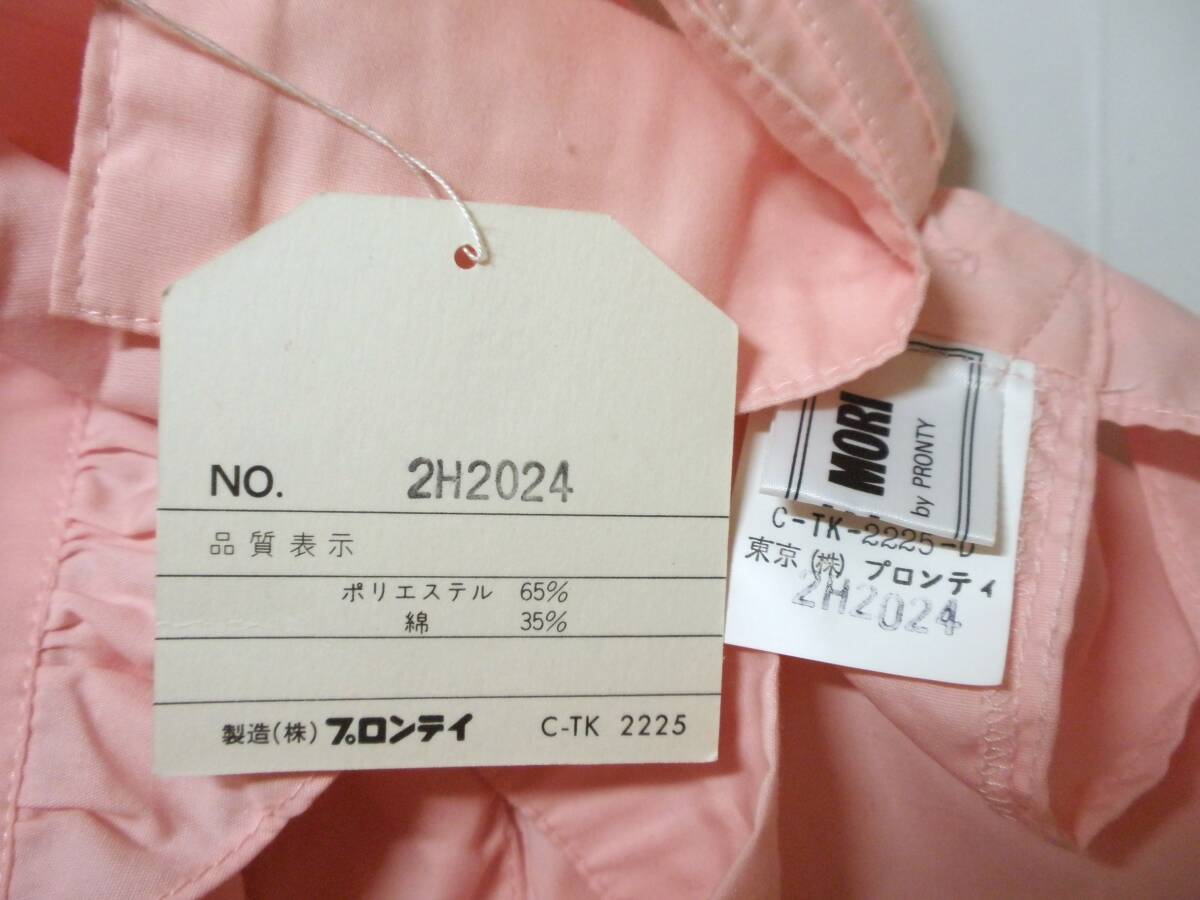 NO. 2H2024
品質表示
ポリエステル 65%
綿 35%
製造(株)プロンテイ C-TK 2225
MORI
by PRONTY
C-TK-2225-D
東京(株)プロンティ
2H2024